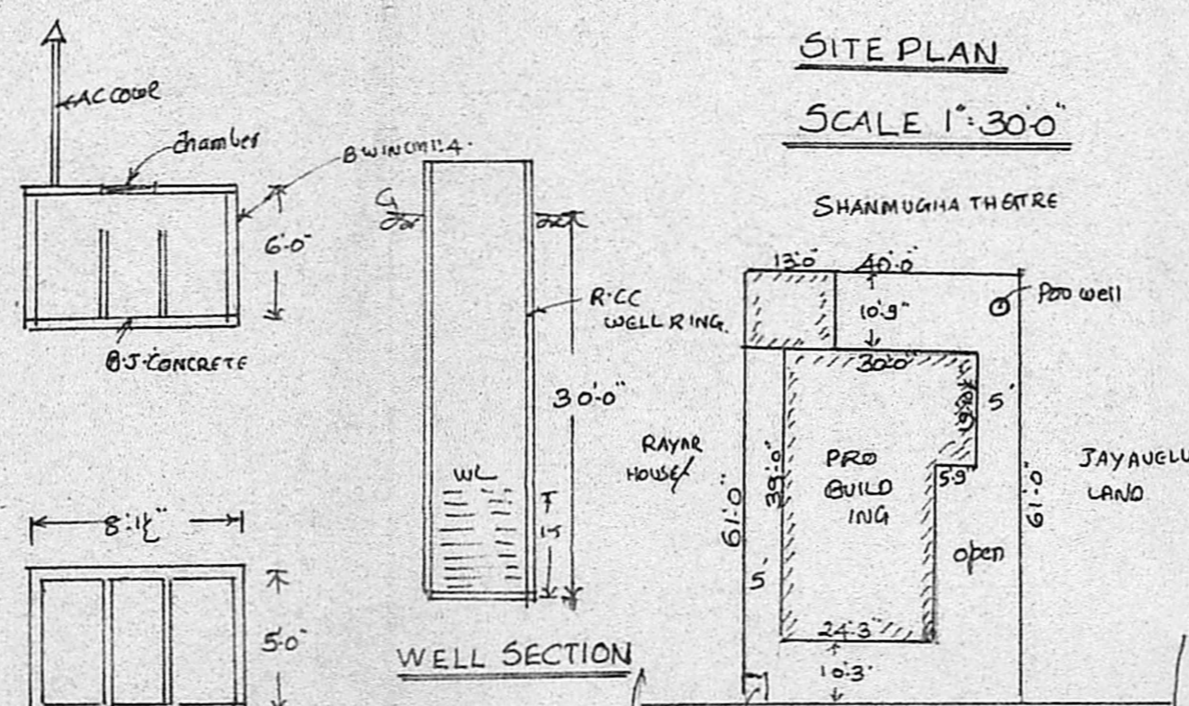 AC COWL
Chamber
BW IN CM 1:4.
6'-0"
B.J. CONCRETE
8'-1½"
5'-0"
G
R.CC
WELL RING.
30'-0"
WL
WELL SECTION
SITE PLAN
SCALE 1"=30'-0"
SHANMUGHA THEATRE
13'-0"
40'-0"
10'-9"
Pro well
30'-0"
5'
RAYAR
HOUSE
61'-0"
39'-0"
PRO
BUILD
ING
5'-9"
61'-0"
JAYAVELU
LAND
open
5'
24'-3"
10'-3"